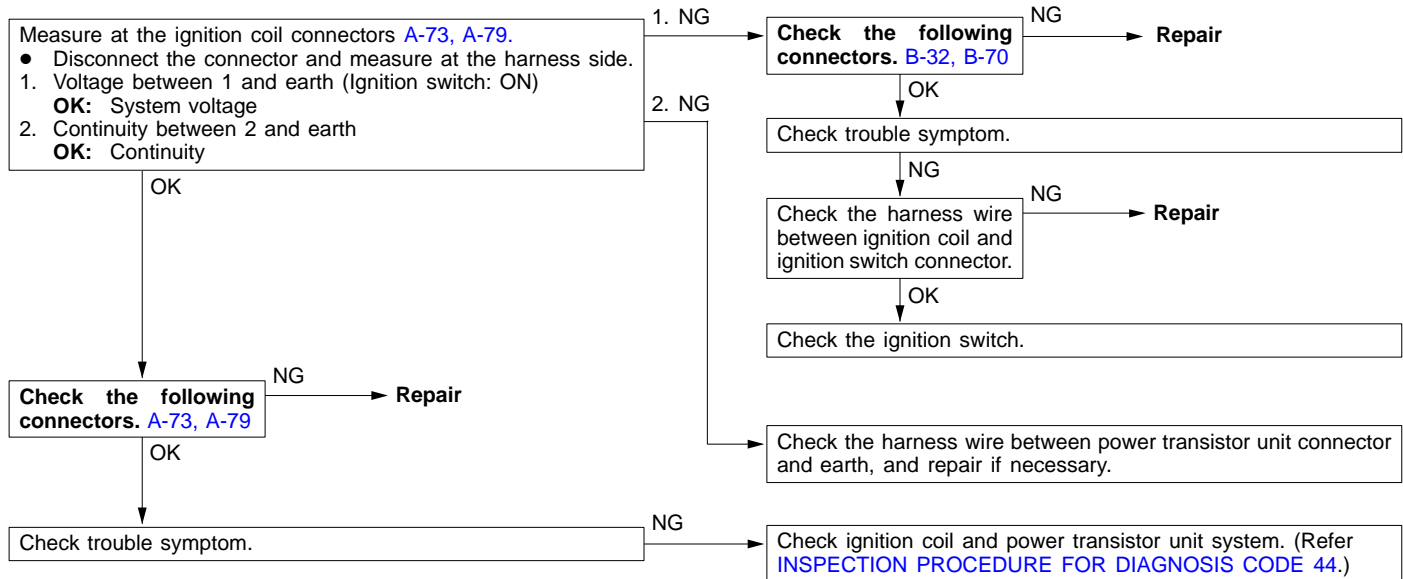 Measure at the ignition coil connectors A-73, A-79.
● Disconnect the connector and measure at the harness side.
1. Voltage between 1 and earth (Ignition switch: ON)
OK: System voltage
2. Continuity between 2 and earth
OK: Continuity
1. NG
2. NG
OK
Check the following
connectors. B-32, B-70
NG
Repair
OK
Check trouble symptom.
NG
Check the harness wire
between ignition coil and
ignition switch connector.
NG
Repair
OK
Check the ignition switch.
Check the following
connectors. A-73, A-79
NG
Repair
OK
Check the harness wire between power transistor unit connector
and earth, and repair if necessary.
Check trouble symptom.
NG
Check ignition coil and power transistor unit system. (Refer
INSPECTION PROCEDURE FOR DIAGNOSIS CODE 44.)